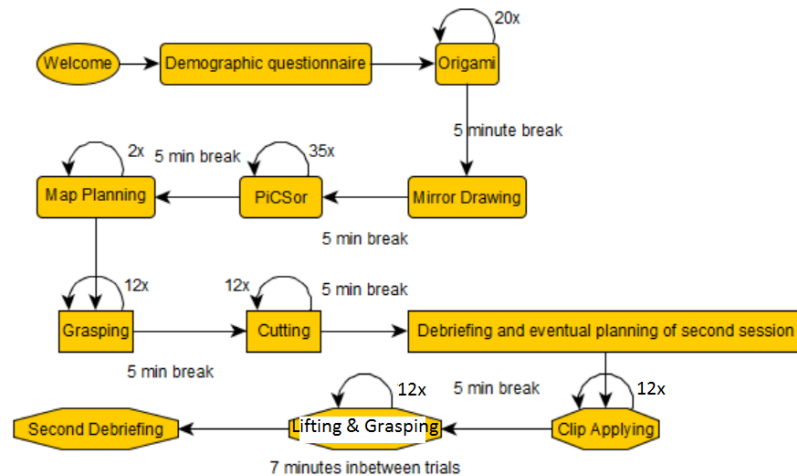 20x
Welcome
Demographic questionnaire
Origami
5 minute break
2x
5 min break
35x
Map Planning
PiCSor
Mirror Drawing
5 min break
12x
12x
5 min break
Grasping
Cutting
Debriefing and eventual planning of second session
5 min break
12x
5 min break
12x
Second Debriefing
Lifting & Grasping
Clip Applying
7 minutes inbetween trials